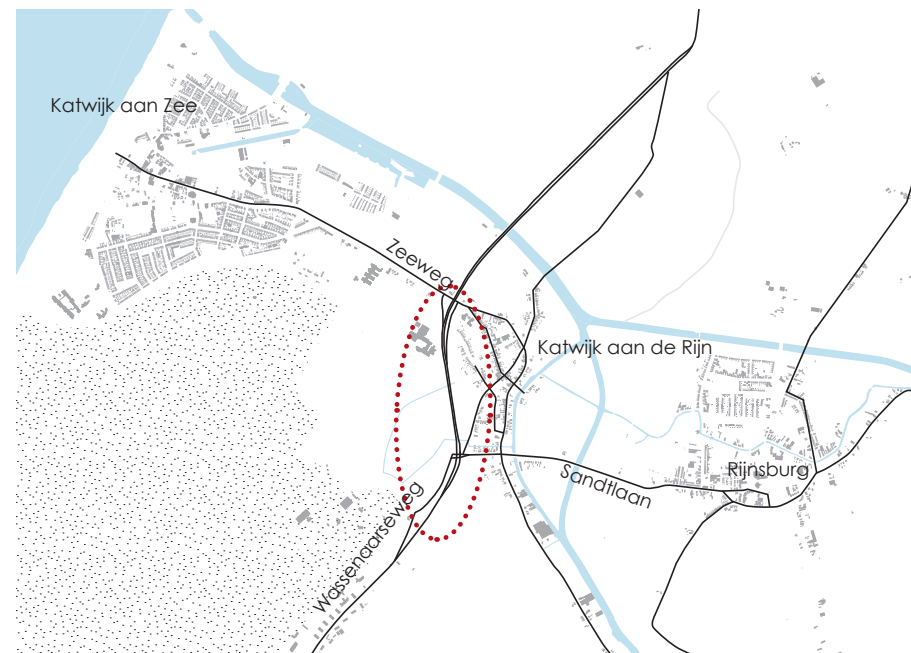 Katwijk aan Zee
Zeeweg
Katwijk aan de Rijn
Rijnsburg
Sandtlaan
Wassenaarseweg